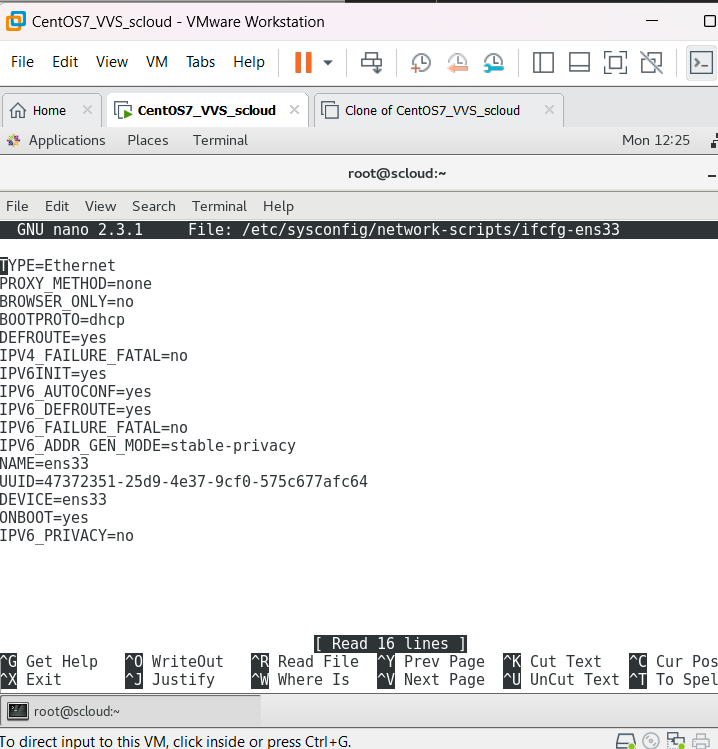 CentOS7_VVS_scloud - VMware Workstation
File Edit View VM Tabs Help
Home CentOS7_VVS_scloud Clone of CentOS7_VVS_scloud
Applications Places Terminal Mon 12:25
root@scloud:~
File Edit View Search Terminal Help
GNU nano 2.3.1 File: /etc/sysconfig/network-scripts/ifcfg-ens33
TYPE=Ethernet
PROXY_METHOD=none
BROWSER_ONLY=no
BOOTPROTO=dhcp
DEFROUTE=yes
IPV4_FAILURE_FATAL=no
IPV6INIT=yes
IPV6_AUTOCONF=yes
IPV6_DEFROUTE=yes
IPV6_FAILURE_FATAL=no
IPV6_ADDR_GEN_MODE=stable-privacy
NAME=ens33
UUID=47372351-25d9-4e37-9cf0-575c677afc64
DEVICE=ens33
ONBOOT=yes
IPV6_PRIVACY=no
[ Read 16 lines ]
^G Get Help ^O WriteOut ^R Read File ^Y Prev Page ^K Cut Text ^C Cur Pos
^X Exit ^J Justify ^W Where Is ^V Next Page ^U UnCut Text ^T To Spel
root@scloud:~
To direct input to this VM, click inside or press Ctrl+G.